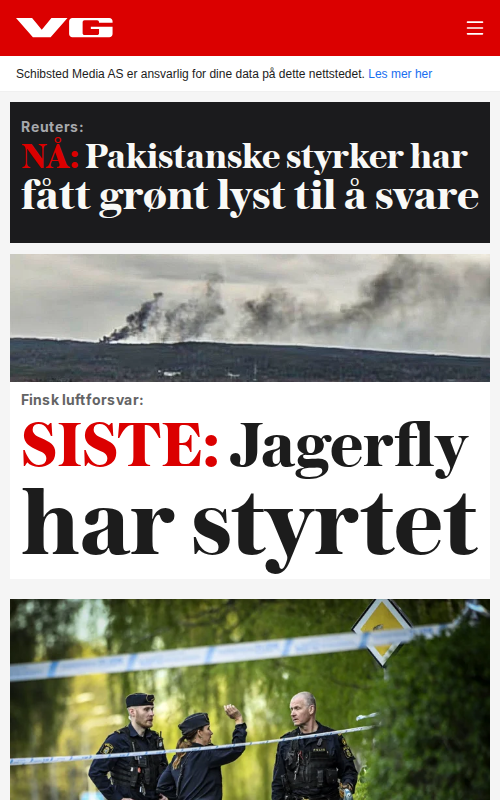 VG
Schibsted Media AS er ansvarlig for dine data på dette nettstedet. Les mer her
Reuters:
NÅ: Pakistanske styrker har
fått grønt lyst til å svare
Finsk luftforsvar:
SISTE: Jagerfly
har styrtet